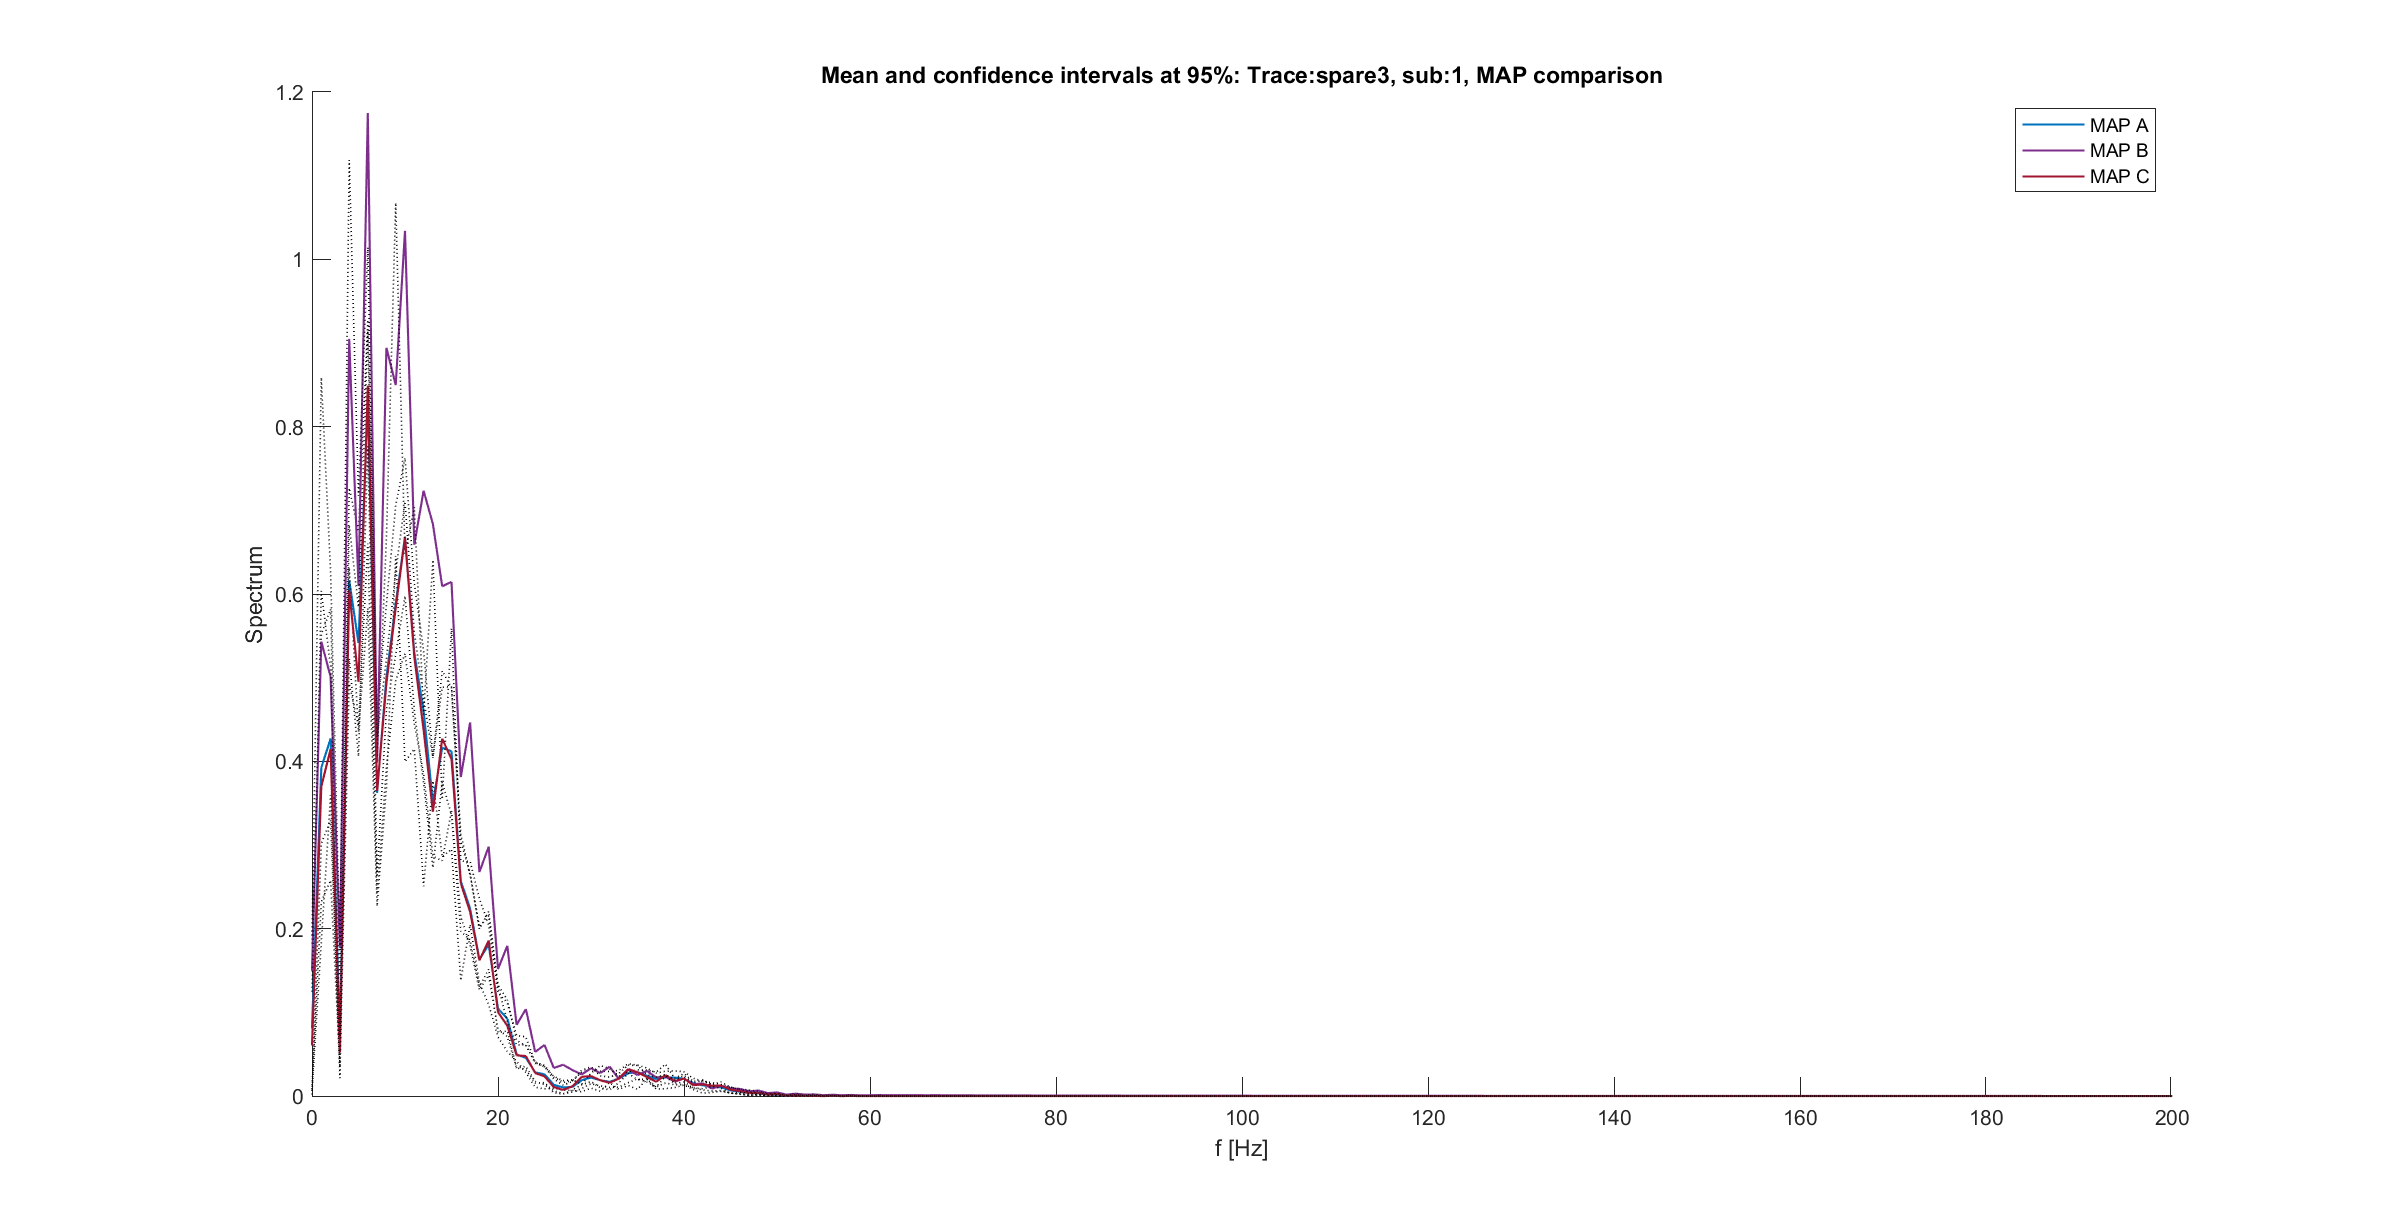 Mean and confidence intervals at 95%: Trace:spare3, sub:1, MAP comparison
1.2
1
0.8
0.6
0.4
0.2
0
Spectrum
MAP A
MAP B
MAP C
0 20 40 60 80 100 120 140 160 180 200
f [Hz]